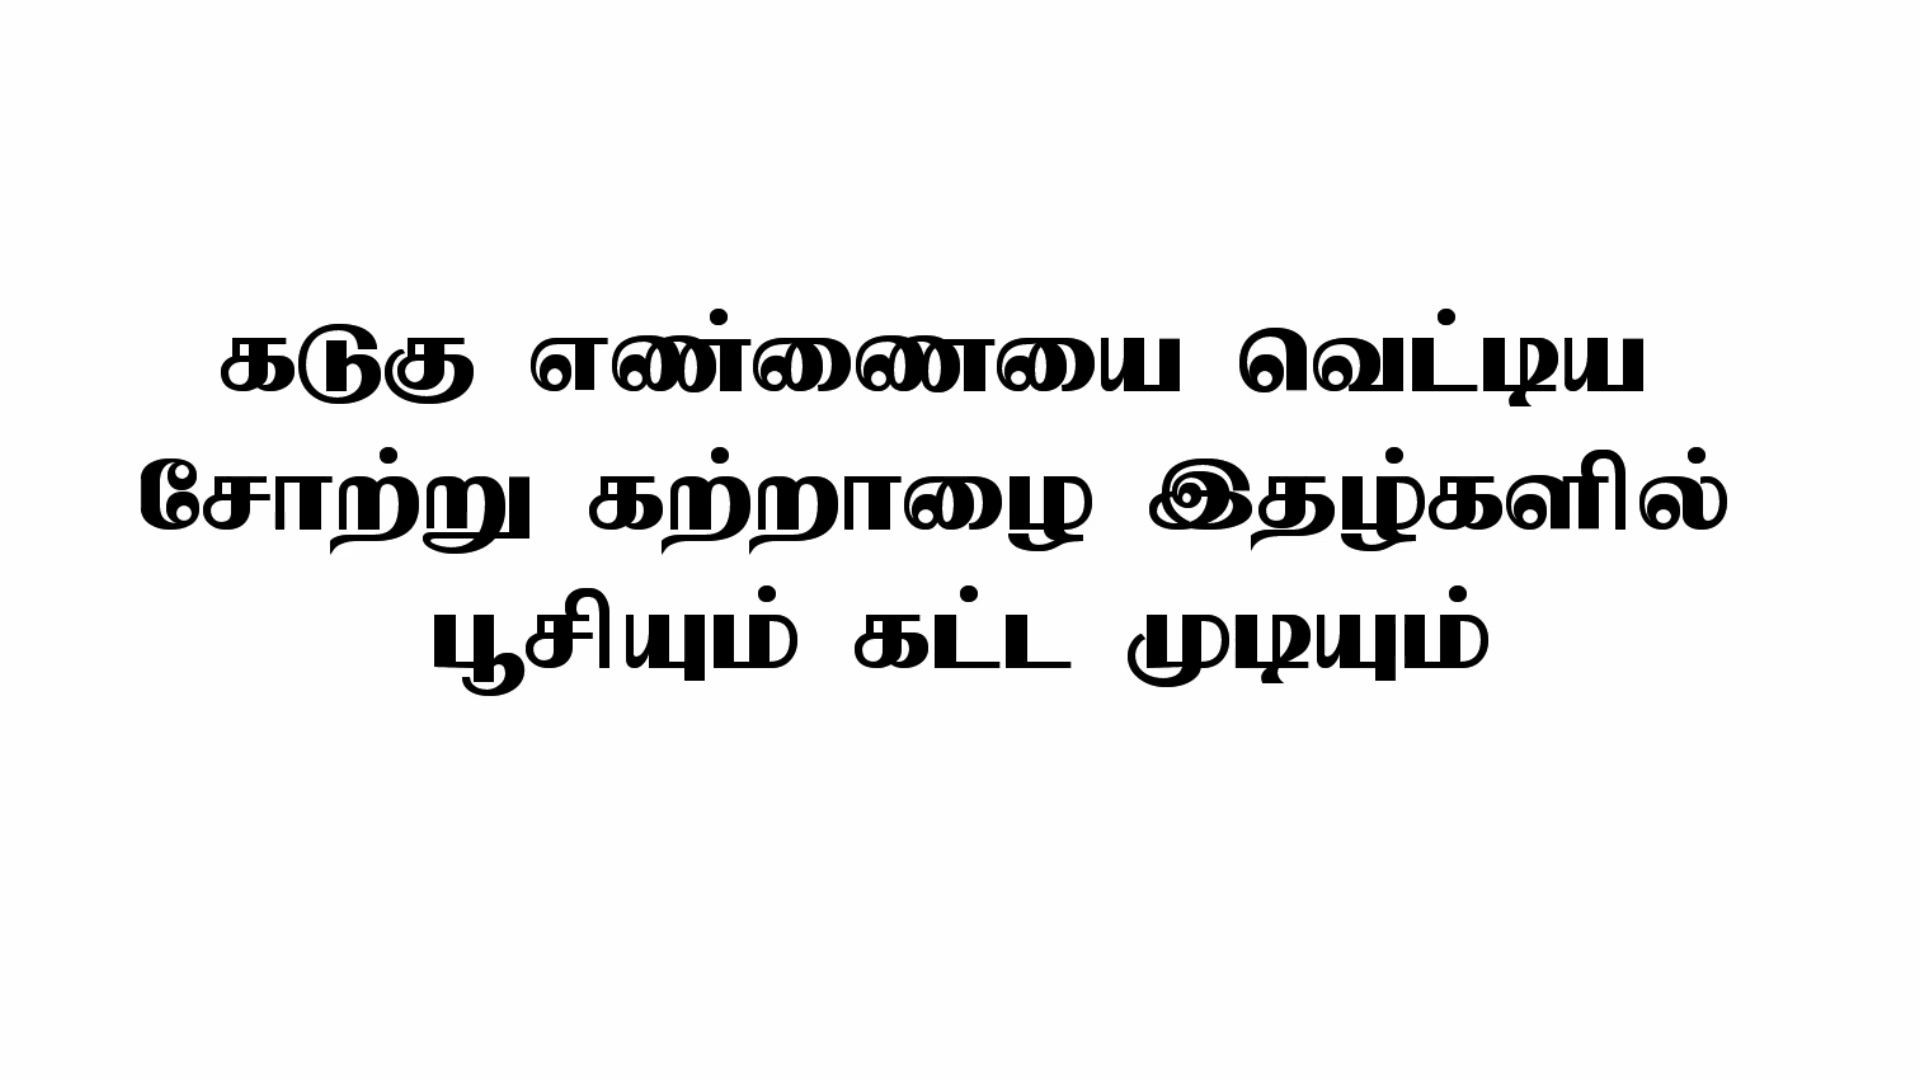 கடுகு எண்ணையை வெட்டிய
சோற்று கற்றாழை இதழ்களில்
பூசியும் கட்ட முடியும்